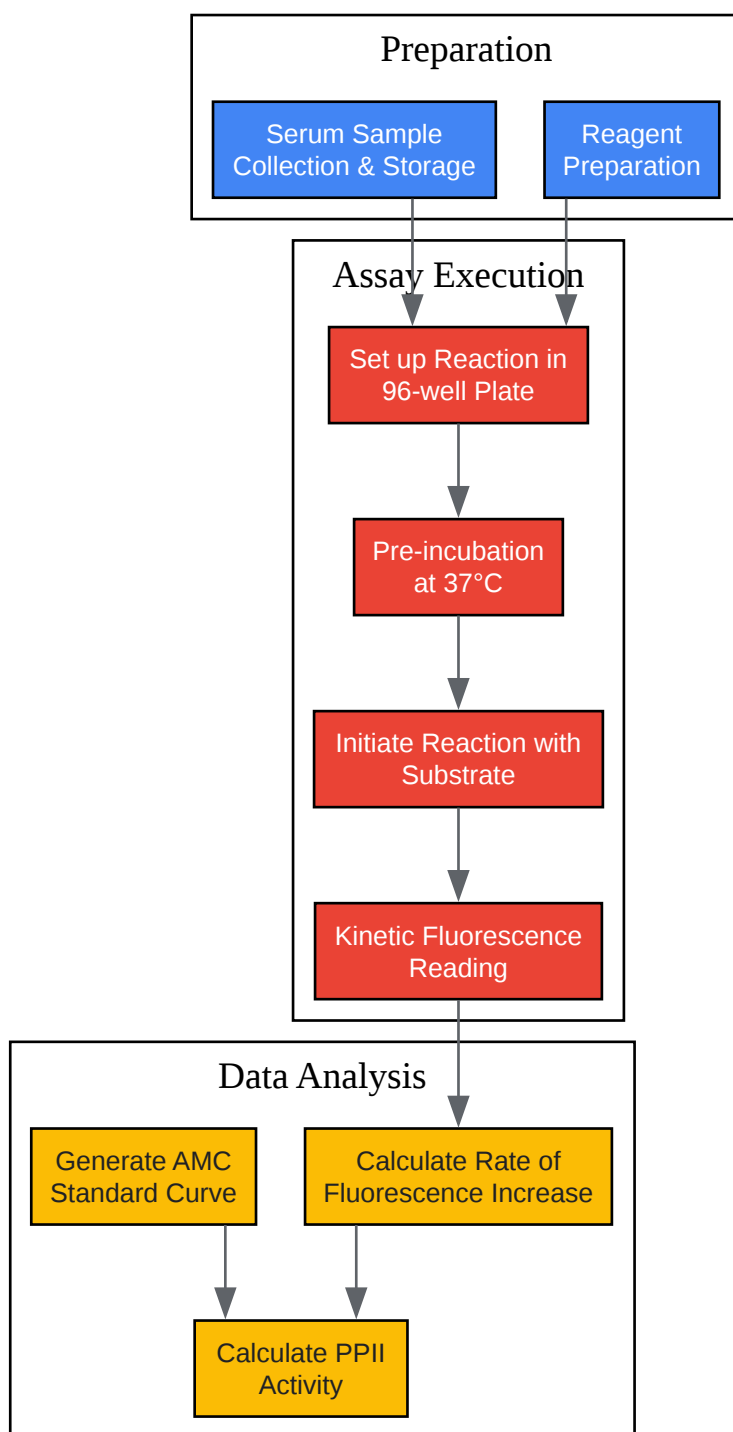 Preparation
Serum Sample
Collection & Storage
Reagent
Preparation
Assay Execution
Set up Reaction in
96-well Plate
Pre-incubation
at 37°C
Initiate Reaction with
Substrate
Kinetic Fluorescence
Reading
Data Analysis
Generate AMC
Standard Curve
Calculate Rate of
Fluorescence Increase
Calculate PPII
Activity